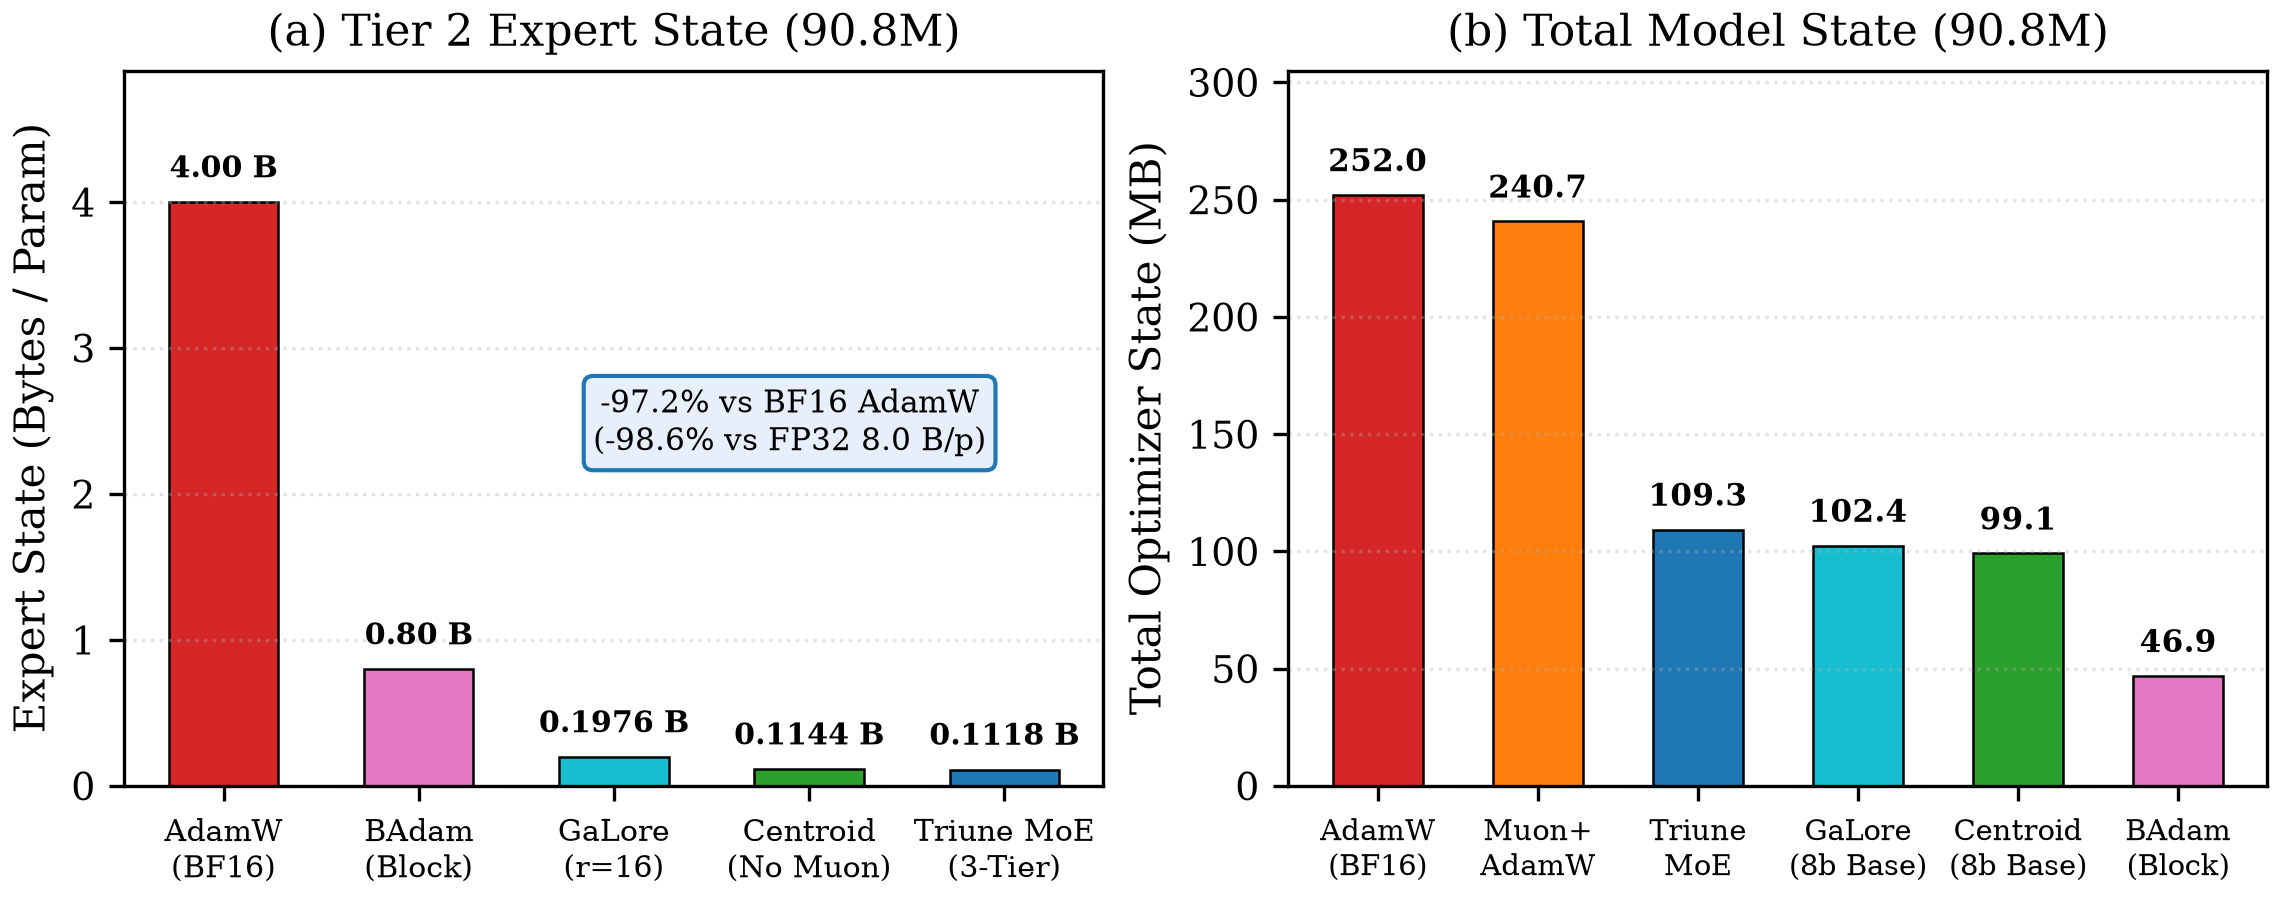 (a) Tier 2 Expert State (90.8M)
Expert State (Bytes / Param)
4
3
2
1
0
4.00 B
0.80 B
0.1976 B
0.1144 B
0.1118 B
-97.2% vs BF16 AdamW
(-98.6% vs FP32 8.0 B/p)
AdamW
(BF16)
BAdam
(Block)
GaLore
(r=16)
Centroid
(No Muon)
Triune MoE
(3-Tier)
(b) Total Model State (90.8M)
Total Optimizer State (MB)
300
250
200
150
100
50
0
252.0
240.7
109.3
102.4
99.1
46.9
AdamW
(BF16)
Muon+
AdamW
Triune
MoE
GaLore
(8b Base)
Centroid
(8b Base)
BAdam
(Block)